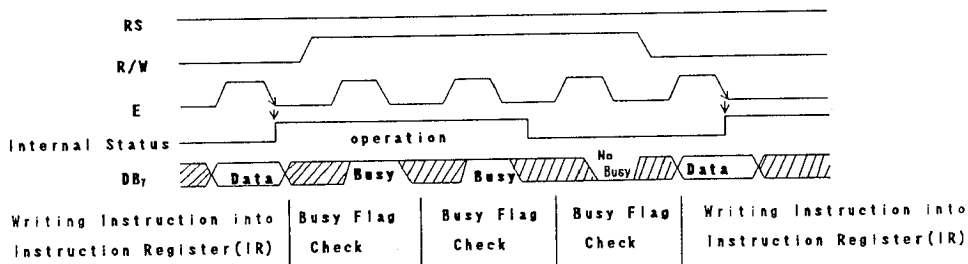 RS
R/W
E
Internal Status
operation
DB7
Data
Busy
Busy
No
Busy
Data
Writing Instruction into
Instruction Register(IR)
Busy Flag
Check
Busy Flag
Check
Busy Flag
Check
Writing Instruction into
Instruction Register(IR)